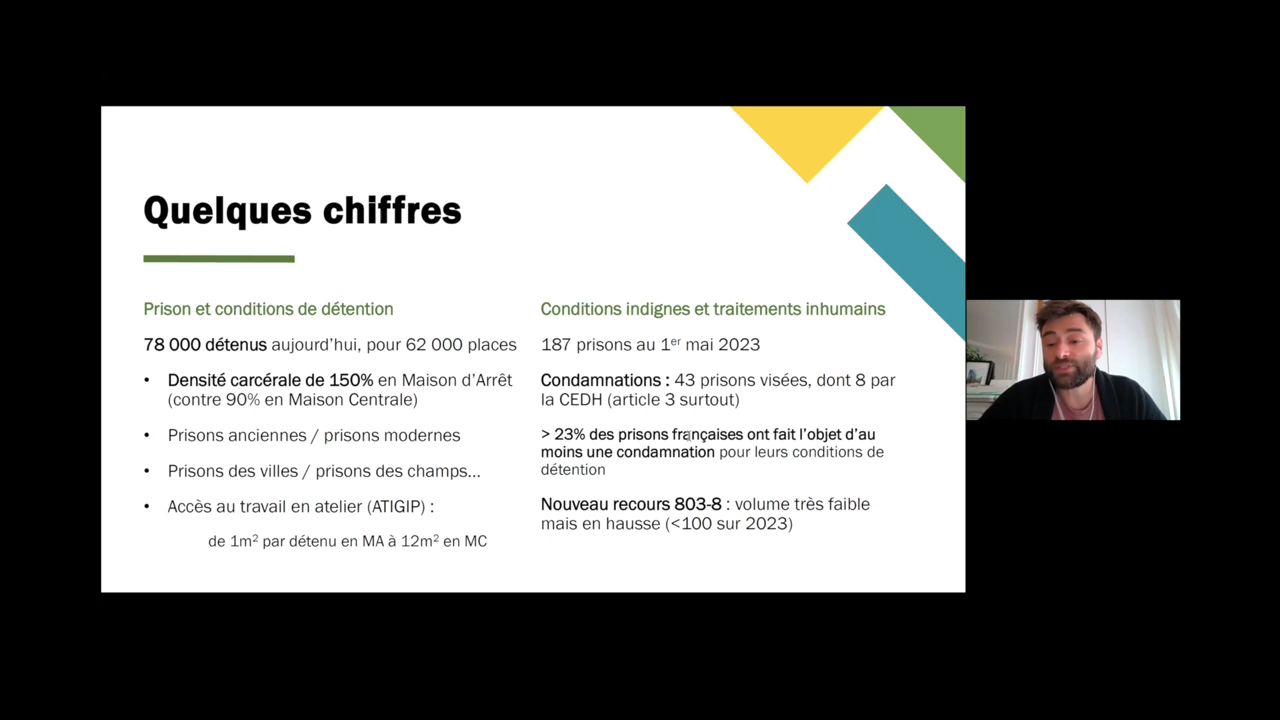 Quelques chiffres
Prison et conditions de détention
78 000 détenus aujourd'hui, pour 62 000 places
• Densité carcérale de 150% en Maison d'Arrêt
(contre 90% en Maison Centrale)
• Prisons anciennes / prisons modernes
• Prisons des villes / prisons des champs...
• Accès au travail en atelier (ATIGIP) :
de 1m² par détenu en MA à 12m² en MC
Conditions indignes et traitements inhumains
187 prisons au 1er mai 2023
Condamnations : 43 prisons visées, dont 8 par
la CEDH (article 3 surtout)
> 23% des prisons françaises ont fait l'objet d'au
moins une condamnation pour leurs conditions de
détention
Nouveau recours 803-8 : volume très faible
mais en hausse (<100 sur 2023)